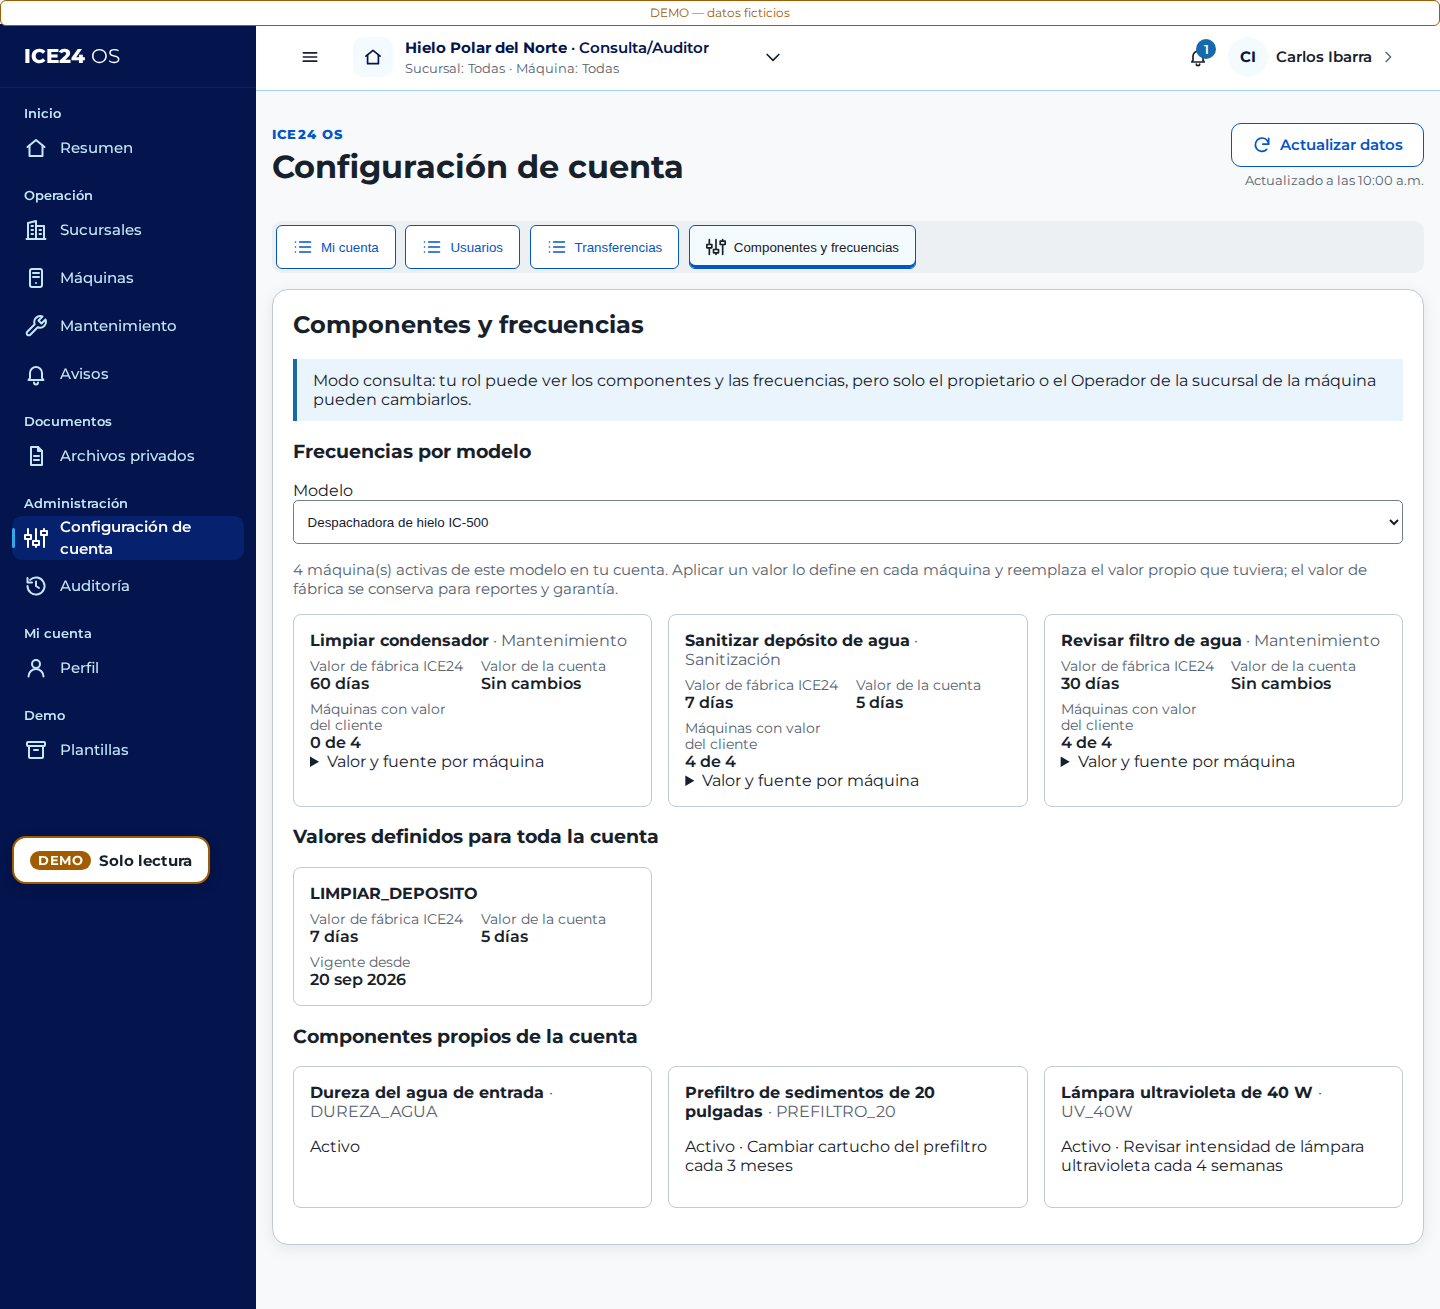 DEMO — datos ficticios
ICE24 OS
Inicio
Resumen
Operación
Sucursales
Máquinas
Mantenimiento
Avisos
Documentos
Archivos privados
Administración
Configuración de
cuenta
Auditoría
Mi cuenta
Perfil
Demo
Plantillas
DEMO Solo lectura
Hielo Polar del Norte · Consulta/Auditor
Sucursal: Todas · Máquina: Todas
1
CI Carlos Ibarra
ICE24 OS
Configuración de cuenta
Actualizar datos
Actualizado a las 10:00 a.m.
Mi cuenta
Usuarios
Transferencias
Componentes y frecuencias
Componentes y frecuencias
Modo consulta: tu rol puede ver los componentes y las frecuencias, pero solo el propietario o el Operador de la sucursal de la máquina
pueden cambiarlos.
Frecuencias por modelo
Modelo
Despachadora de hielo IC-500
4 máquina(s) activas de este modelo en tu cuenta. Aplicar un valor lo define en cada máquina y reemplaza el valor propio que tuviera; el valor de
fábrica se conserva para reportes y garantía.
Limpiar condensador · Mantenimiento
Valor de fábrica ICE24 Valor de la cuenta
60 días Sin cambios
Máquinas con valor
del cliente
0 de 4
Valor y fuente por máquina
Sanitizar depósito de agua ·
Sanitización
Valor de fábrica ICE24 Valor de la cuenta
7 días 5 días
Máquinas con valor
del cliente
4 de 4
Valor y fuente por máquina
Revisar filtro de agua · Mantenimiento
Valor de fábrica ICE24 Valor de la cuenta
30 días Sin cambios
Máquinas con valor
del cliente
4 de 4
Valor y fuente por máquina
Valores definidos para toda la cuenta
LIMPIAR_DEPOSITO
Valor de fábrica ICE24 Valor de la cuenta
7 días 5 días
Vigente desde
20 sep 2026
Componentes propios de la cuenta
Dureza del agua de entrada ·
DUREZA_AGUA
Activo
Prefiltro de sedimentos de 20
pulgadas · PREFILTRO_20
Activo · Cambiar cartucho del prefiltro
cada 3 meses
Lámpara ultravioleta de 40 W ·
UV_40W
Activo · Revisar intensidad de lámpara
ultravioleta cada 4 semanas